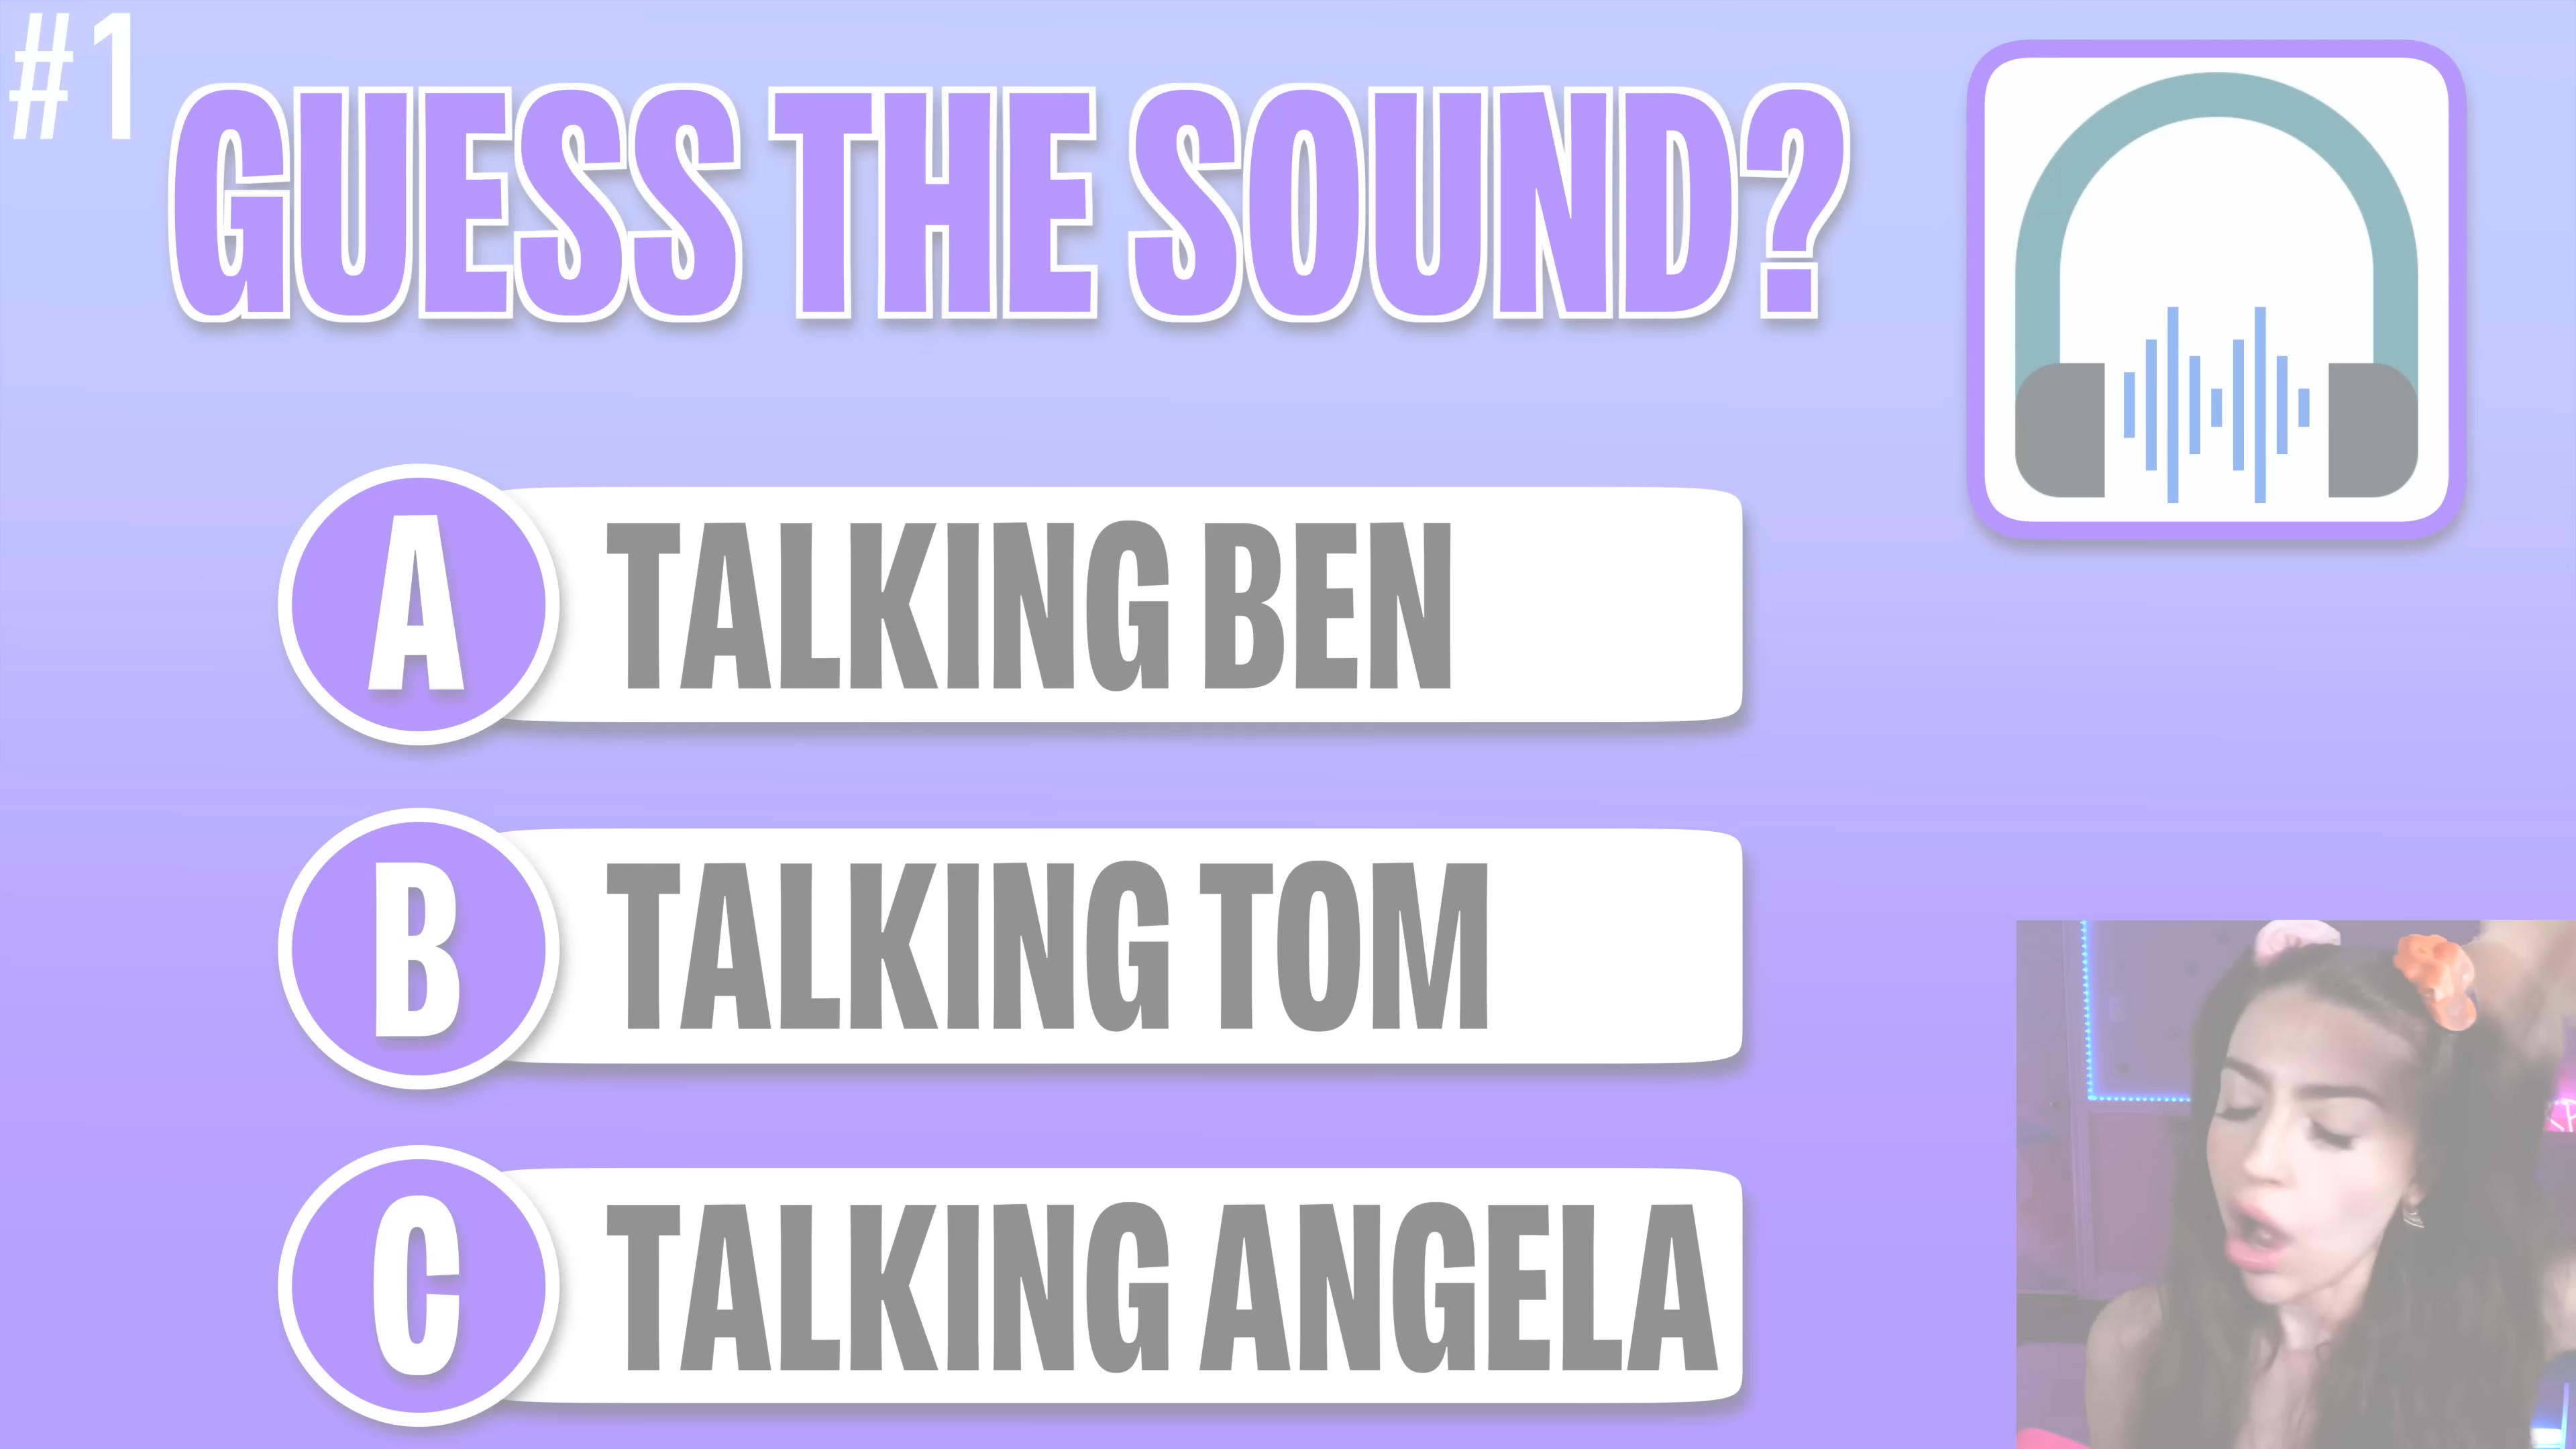 #1
GUESS THE SOUND?
A
TALKING BEN
B
TALKING TOM
C
TALKING ANGELA